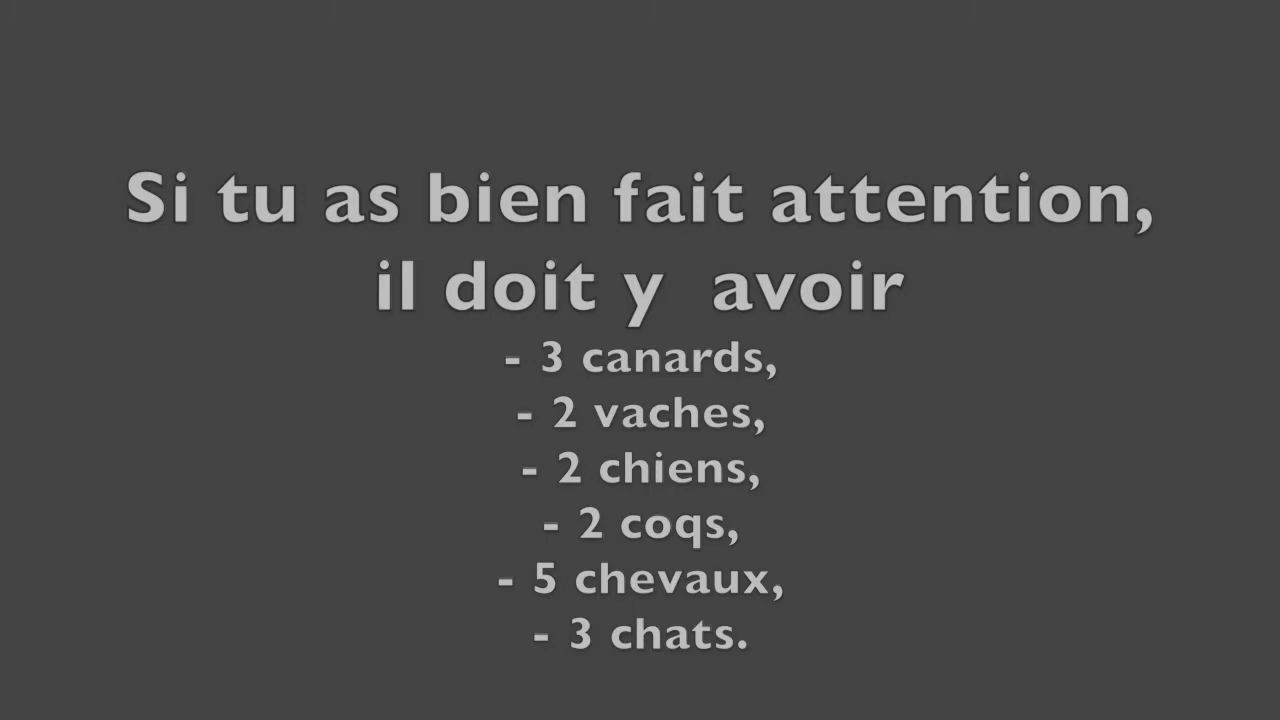 Si tu as bien fait attention,
il doit y  avoir
- 3 canards,
- 2 vaches,
- 2 chiens,
- 2 coqs,
- 5 chevaux,
- 3 chats.